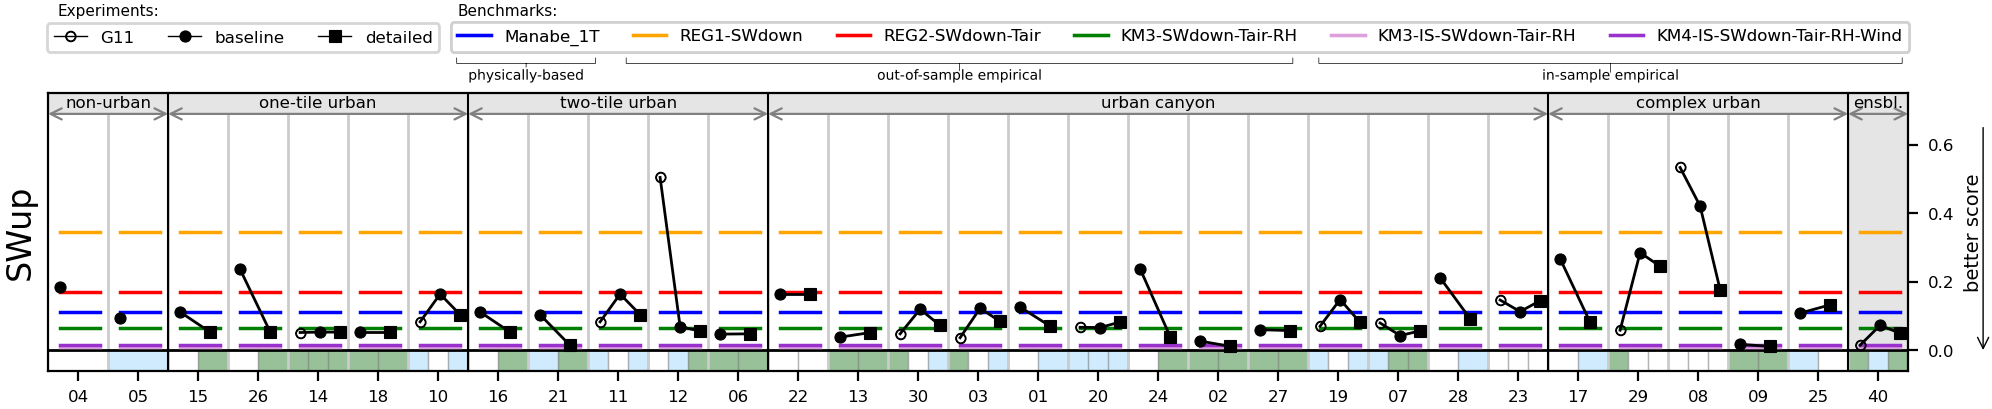 Experiments:
G11 baseline detailed
Benchmarks:
Manabe_1T REG1-SWdown REG2-SWdown-Tair KM3-SWdown-Tair-RH KM3-IS-SWdown-Tair-RH KM4-IS-SWdown-Tair-RH-Wind
physically-based out-of-sample empirical in-sample empirical
non-urban one-tile urban two-tile urban urban canyon complex urban ensbl.
SWup
0.6
0.4
0.2
0.0
better score
04 05 15 26 14 18 10 16 21 11 12 06 22 13 30 03 01 20 24 02 27 19 07 28 23 17 29 08 09 25 40